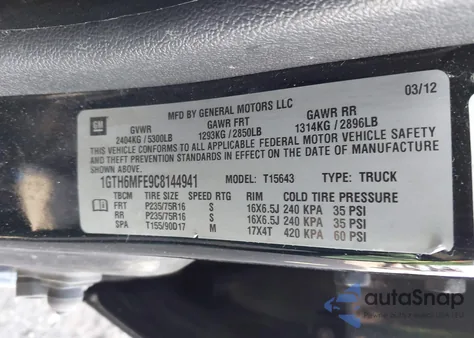 03/12
MFD BY GENERAL MOTORS LLC
GM GVWR GAWR FRT GAWR RR
2404KG / 5300LB 1293KG / 2850LB 1314KG / 2896LB
THIS VEHICLE CONFORMS TO ALL APPLICABLE FEDERAL MOTOR VEHICLE SAFETY
STANDARDS IN EFFECT ON THE DATE OF MANUFACTURE SHOWN ABOVE.
1GTH6MFE9C8144941 T15643 TYPE: TRUCK
TIRE SIZE SPEED RTG RIM COLD TIRE PRESSURE
FRT P235/75R16 S 16X6.5J 240 KPA 35 PSI
RR P235/75R16 S 16X6.5J 240 KPA 35 PSI
SPA T155/90D17 M 17X4T 420 KPA 60 PSI
autoSnap